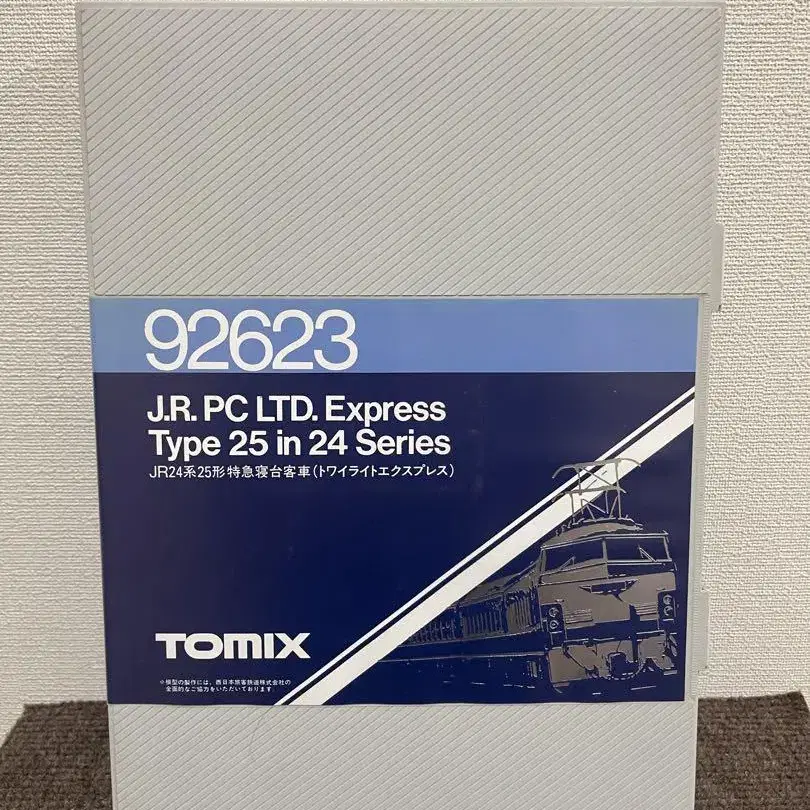 92623
J.R. PC LTD. Express
Type 25 in 24 Series
JR24系25形特急寝台客車(トワイライトエクスプレス)
TOMIX
※模型の製作には、西日本旅客鉄道株式会社の
全面的なご協力をいただいております。